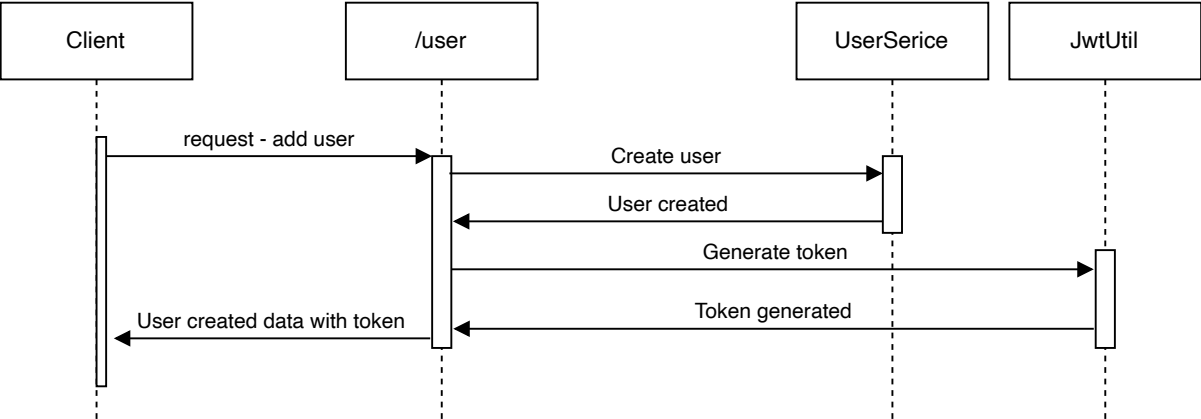 Client
/user
UserSerice
JwtUtil
request - add user
Create user
User created
Generate token
Token generated
User created data with token